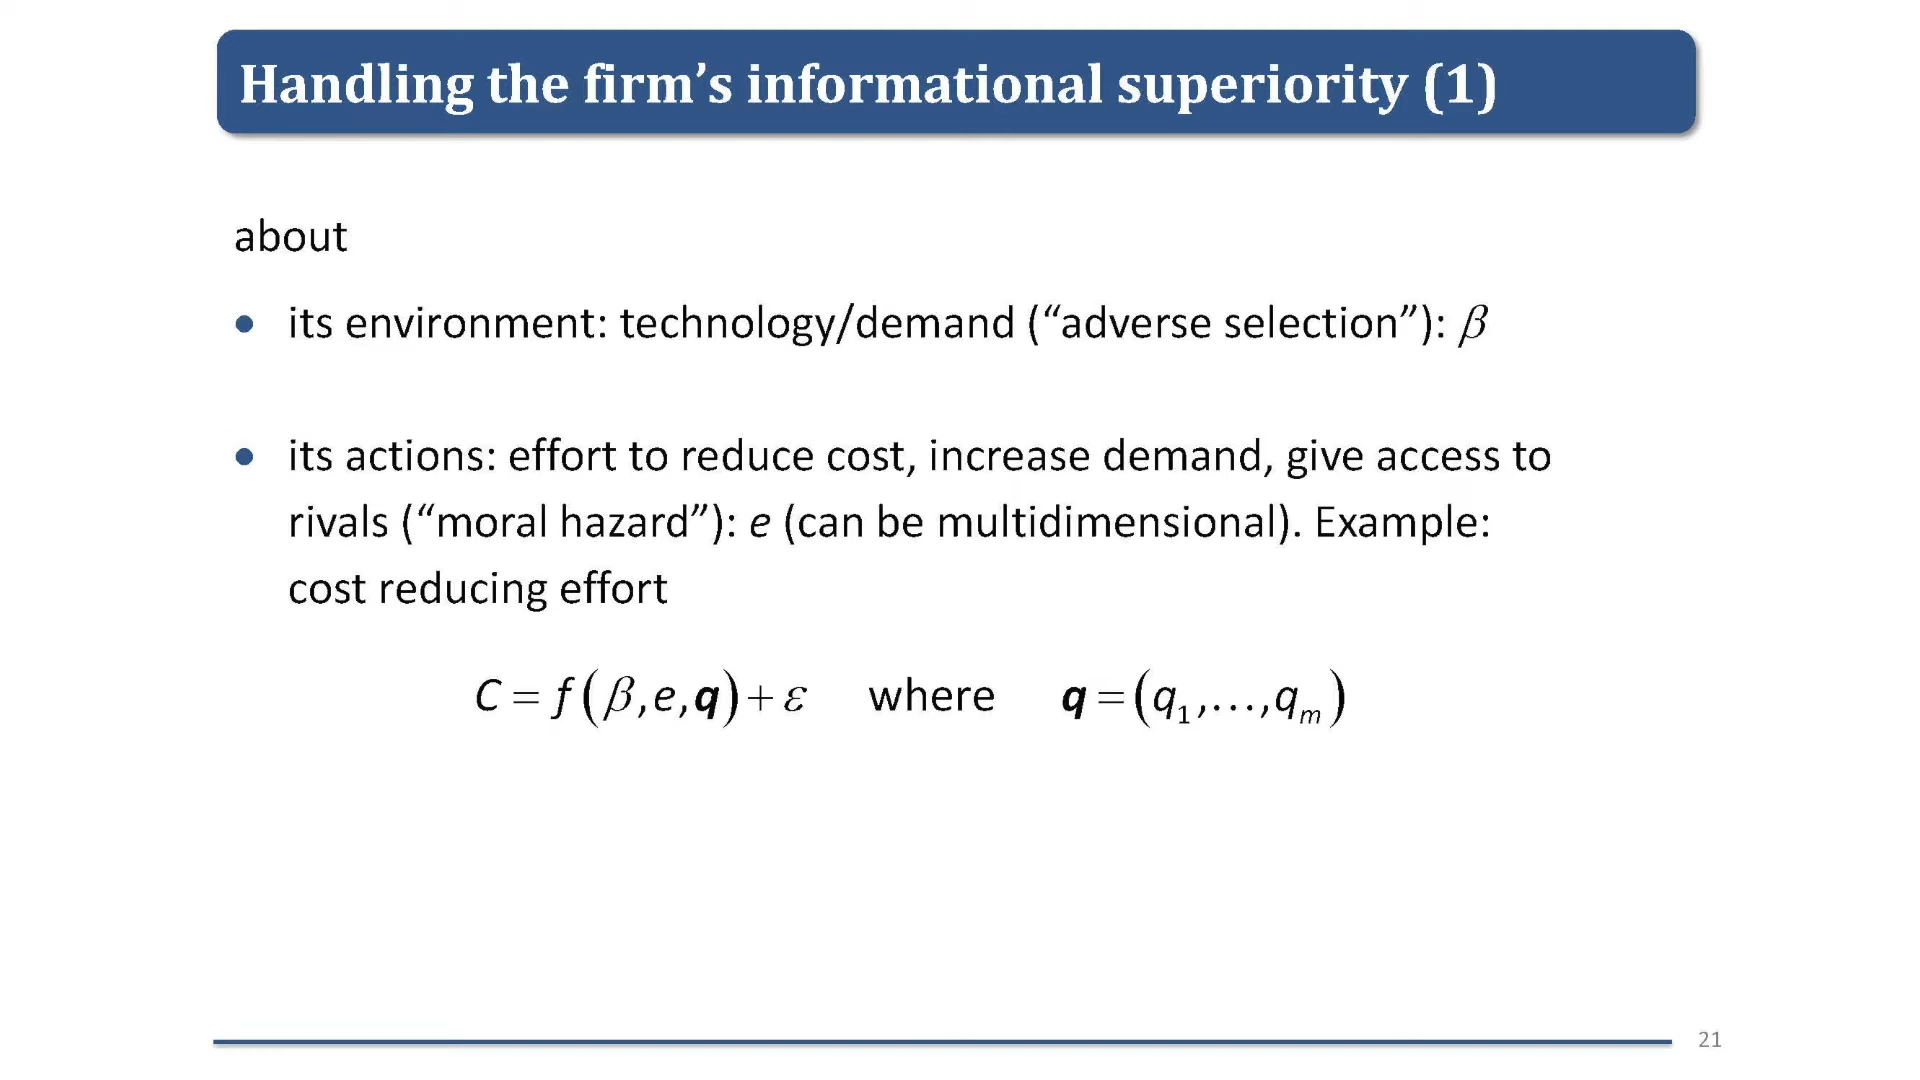 Handling the firm’s informational superiority (1)
about
• its environment: technology/demand (“adverse selection”): β
• its actions: effort to reduce cost, increase demand, give access to
rivals (“moral hazard”): e (can be multidimensional). Example:
cost reducing effort
C = f(β,e,q)+ε where q=(q₁,...,qₘ)
21